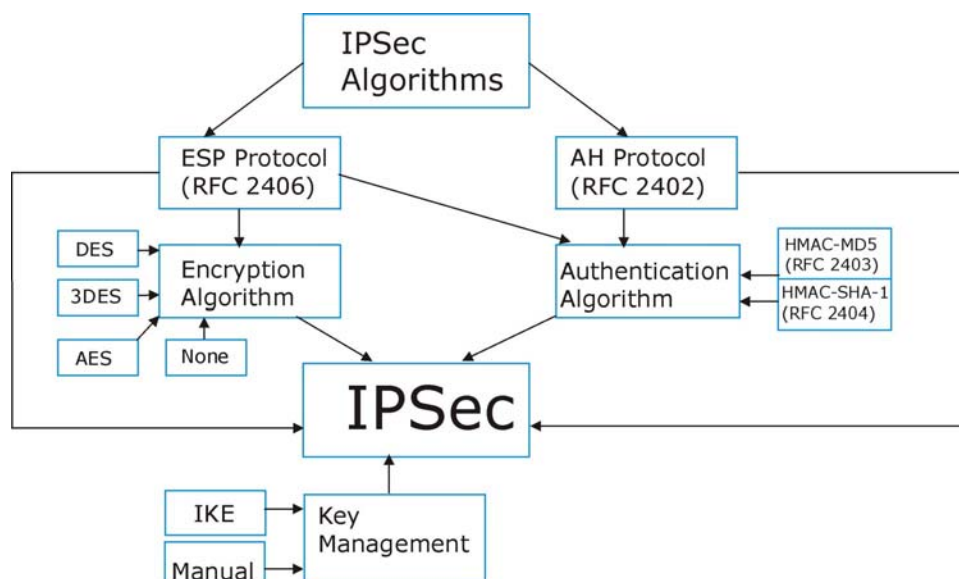 IPSec
Algorithms
ESP Protocol
(RFC 2406)
AH Protocol
(RFC 2402)
DES
3DES
AES
None
Encryption
Algorithm
Authentication
Algorithm
HMAC-MD5
(RFC 2403)
HMAC-SHA-1
(RFC 2404)
IPSec
IKE
Manual
Key
Management